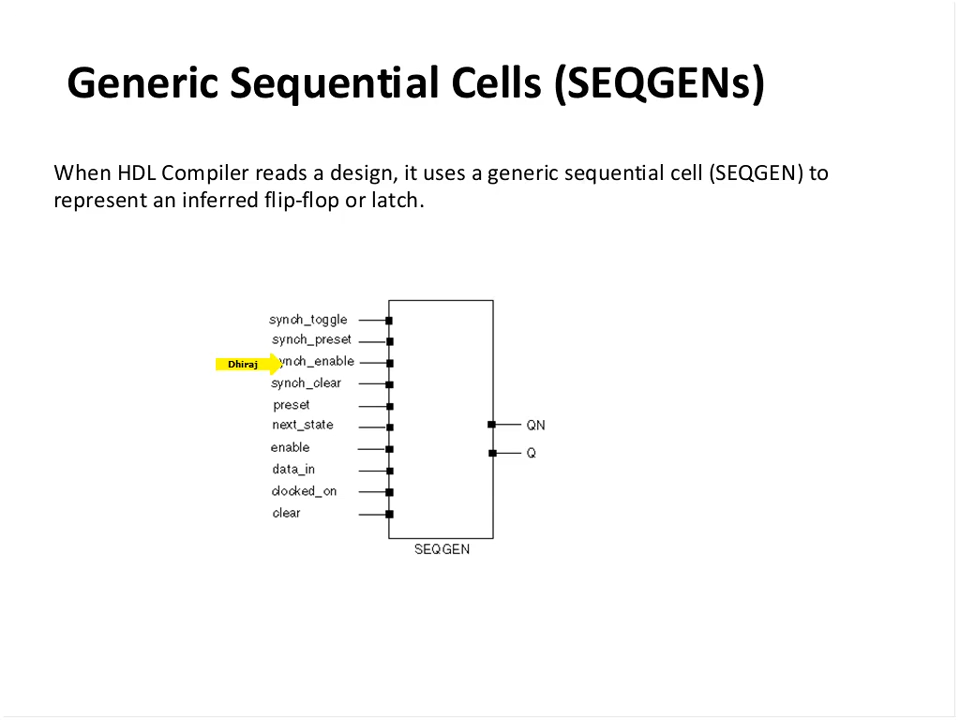 Generic Sequential Cells (SEQGENs)
When HDL Compiler reads a design, it uses a generic sequential cell (SEQGEN) to
represent an inferred flip-flop or latch.
synch_toggle
synch_preset
Dhiraj ynch_enable
synch_clear
preset
next_state
QN
enable
Q
data_in
clocked_on
clear
SEQGEN